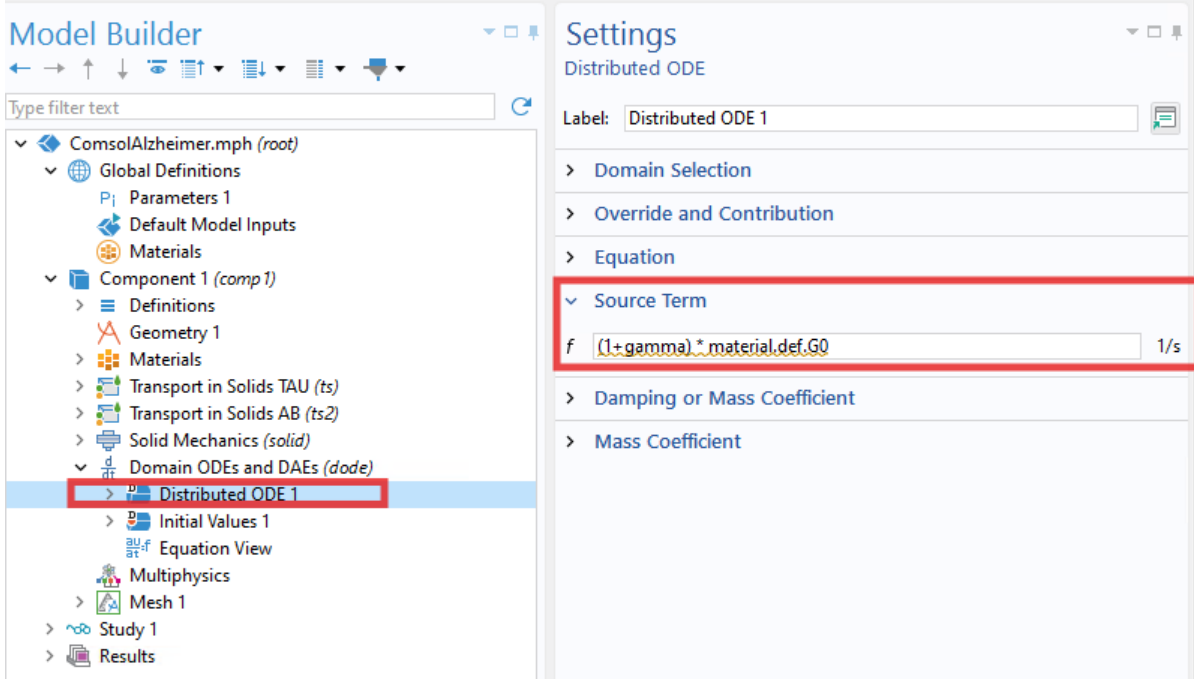 Model Builder
Type filter text
ComsolAlzheimer.mph (root)
Global Definitions
Pi Parameters 1
Default Model Inputs
Materials
Component 1 (comp1)
Definitions
Geometry 1
Materials
Transport in Solids TAU (ts)
Transport in Solids AB (ts2)
Solid Mechanics (solid)
Domain ODEs and DAEs (dode)
Distributed ODE 1
Initial Values 1
Equation View
Multiphysics
Mesh 1
Study 1
Results
Settings
Distributed ODE
Label: Distributed ODE 1
Domain Selection
Override and Contribution
Equation
Source Term
f (1+gamma) * material.def.G0 1/s
Damping or Mass Coefficient
Mass Coefficient